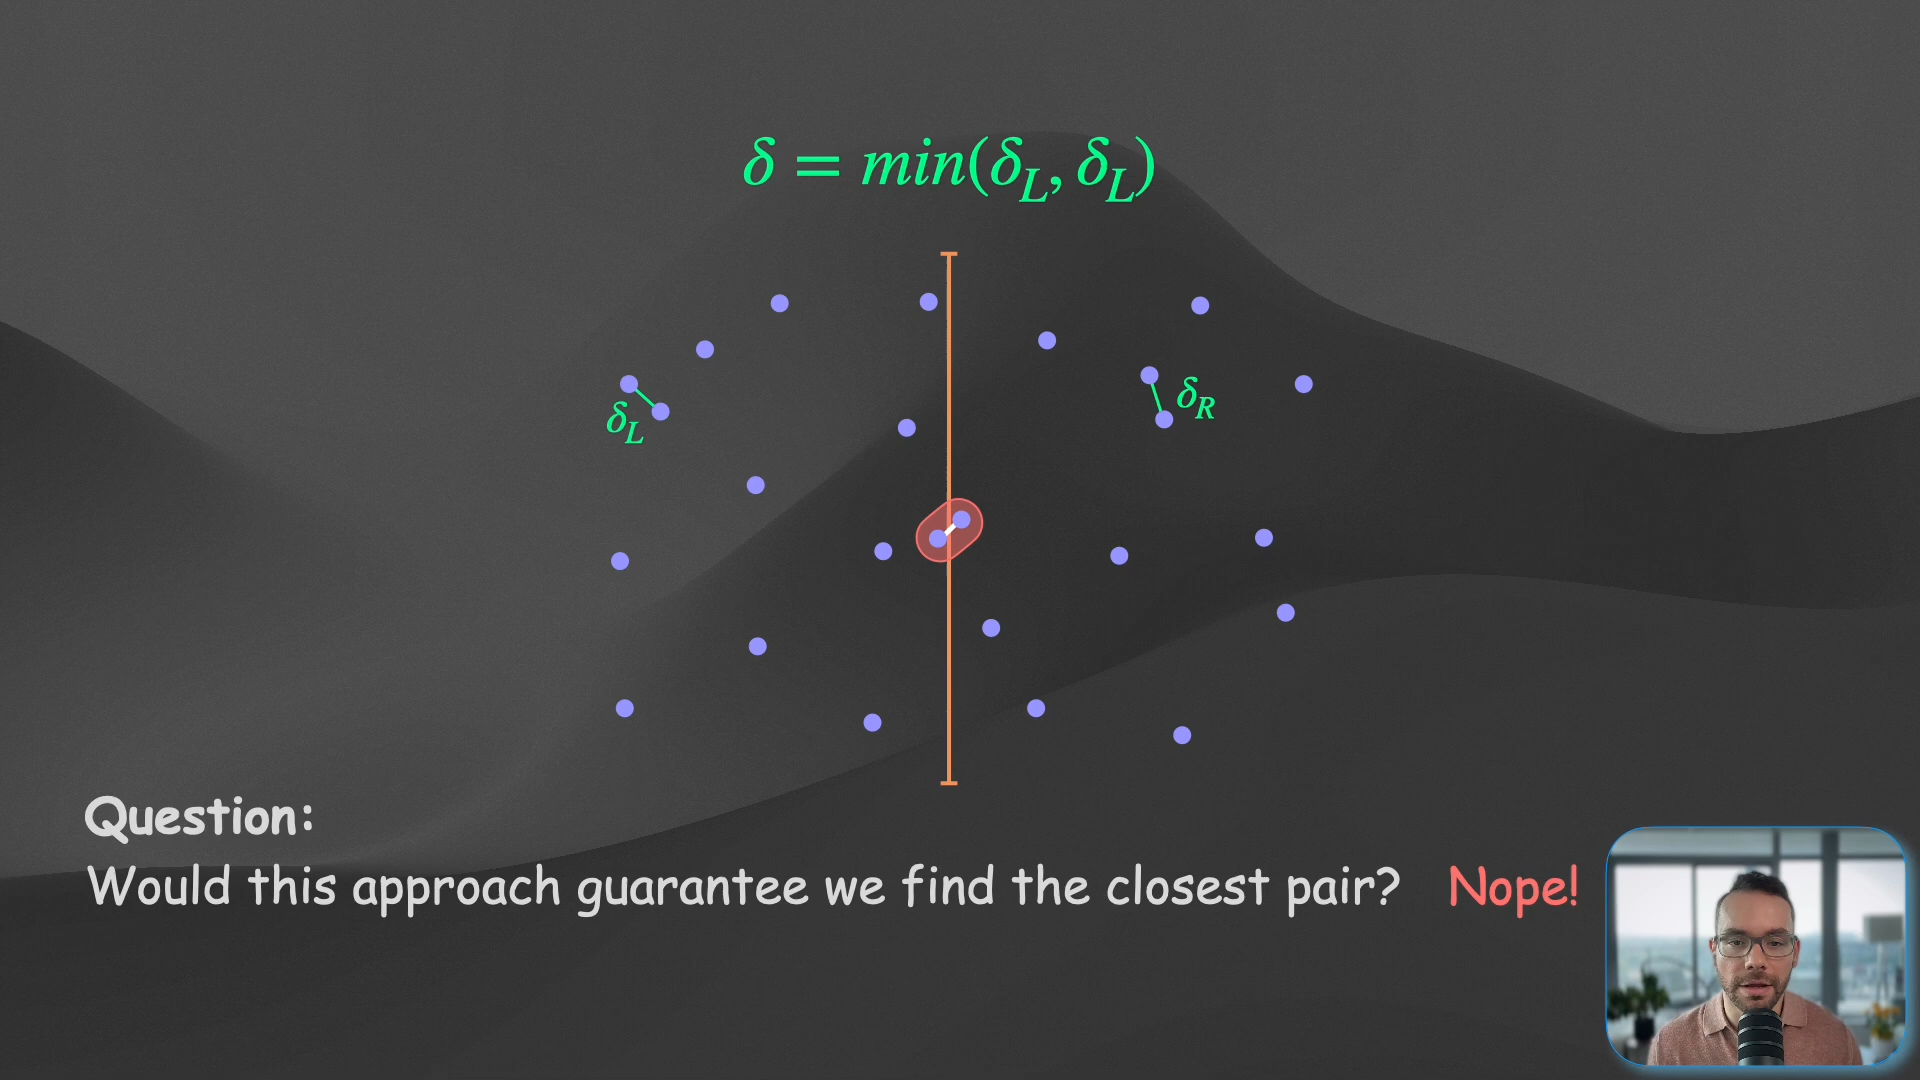 δ = min(δ_L, δ_L)
δ_L
δ_R
Question:
Would this approach guarantee we find the closest pair? Nope!